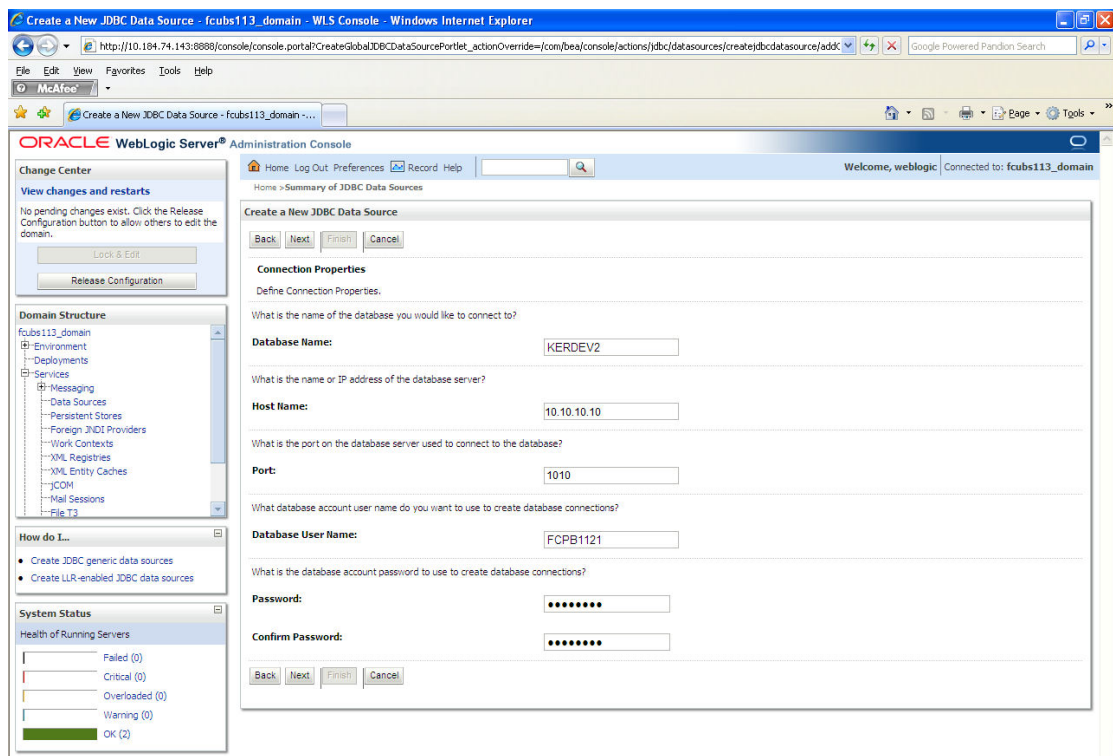 Create a New JDBC Data Source - fcubs113_domain - WLS Console - Windows Internet Explorer
http://10.184.74.143:8888/console/console.portal?CreateGlobalJDBCDataSourcePortlet_actionOverride=/com/bea/console/actions/jdbc/datasources/createjdbcdatasource/addC
Google Powered Pandion Search
File Edit View Favorites Tools Help
McAfee
Create a New JDBC Data Source - fcubs113_domain -...
Page Tools
ORACLE WebLogic Server® Administration Console
Change Center
View changes and restarts
No pending changes exist. Click the Release
Configuration button to allow others to edit the
domain.
Lock & Edit
Release Configuration
Domain Structure
fcubs113_domain
Environment
Deployments
Services
Messaging
Data Sources
Persistent Stores
Foreign JNDI Providers
Work Contexts
XML Registries
XML Entity Caches
jCOM
Mail Sessions
File T3
How do I...
Create JDBC generic data sources
Create LLR-enabled JDBC data sources
System Status
Health of Running Servers
Failed (0)
Critical (0)
Overloaded (0)
Warning (0)
OK (2)
Home Log Out Preferences Record Help
Welcome, weblogic Connected to: fcubs113_domain
Home >Summary of JDBC Data Sources
Create a New JDBC Data Source
Back Next Finish Cancel
Connection Properties
Define Connection Properties.
What is the name of the database you would like to connect to?
Database Name: KERDEV2
What is the name or IP address of the database server?
Host Name: 10.10.10.10
What is the port on the database server used to connect to the database?
Port: 1010
What database account user name do you want to use to create database connections?
Database User Name: FCPB1121
What is the database account password to use to create database connections?
Password: ●●●●●●●●
Confirm Password: ●●●●●●●●
Back Next Finish Cancel